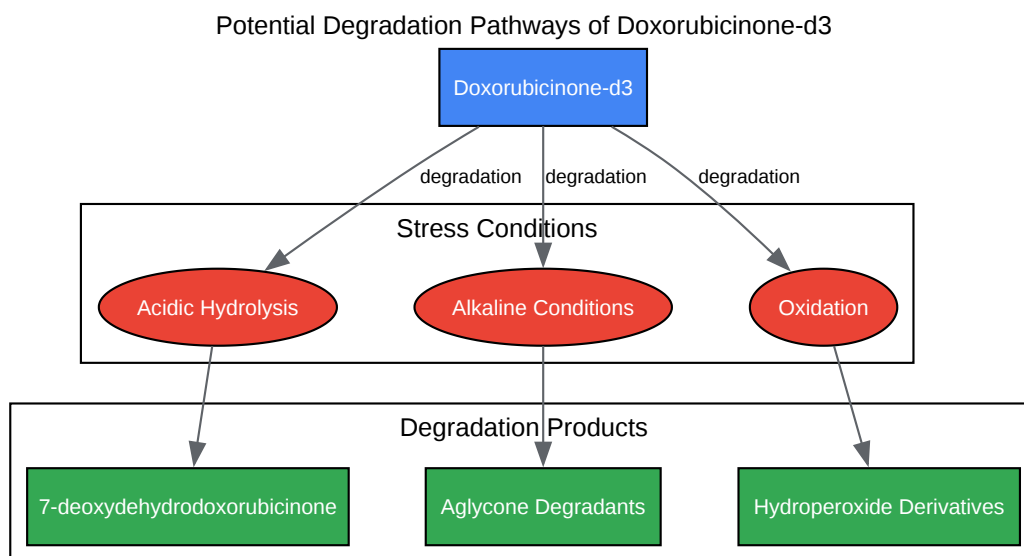 Potential Degradation Pathways of Doxorubicinone-d3
Doxorubicinone-d3
degradation
degradation
degradation
Stress Conditions
Acidic Hydrolysis
Alkaline Conditions
Oxidation
Degradation Products
7-deoxydehydrodoxorubicinone
Aglycone Degradants
Hydroperoxide Derivatives